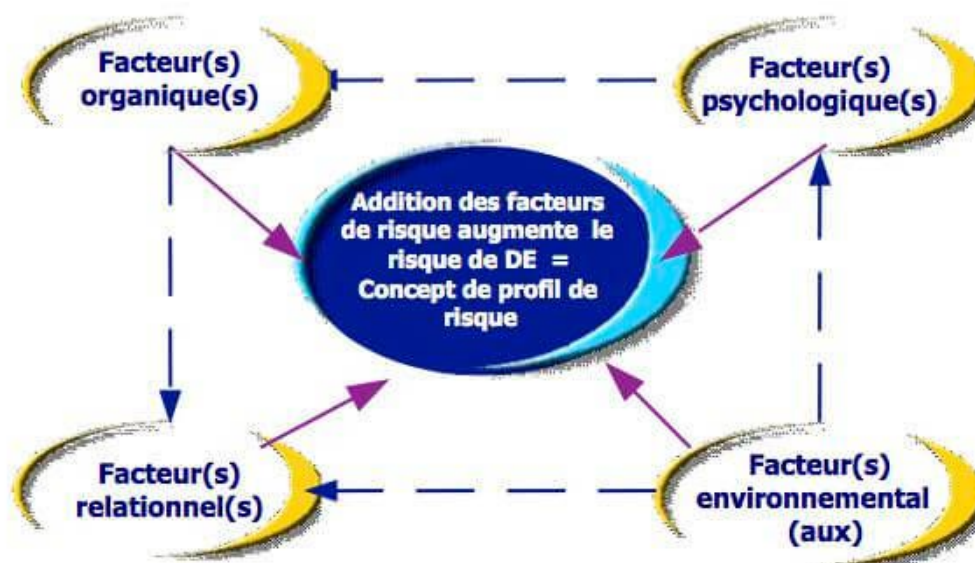 Facteur(s)
organique(s)
Facteur(s)
psychologique(s)
Addition des facteurs
de risque augmente le
risque de DE =
Concept de profil de
risque
Facteur(s)
relationnel(s)
Facteur(s)
environnemental
(aux)